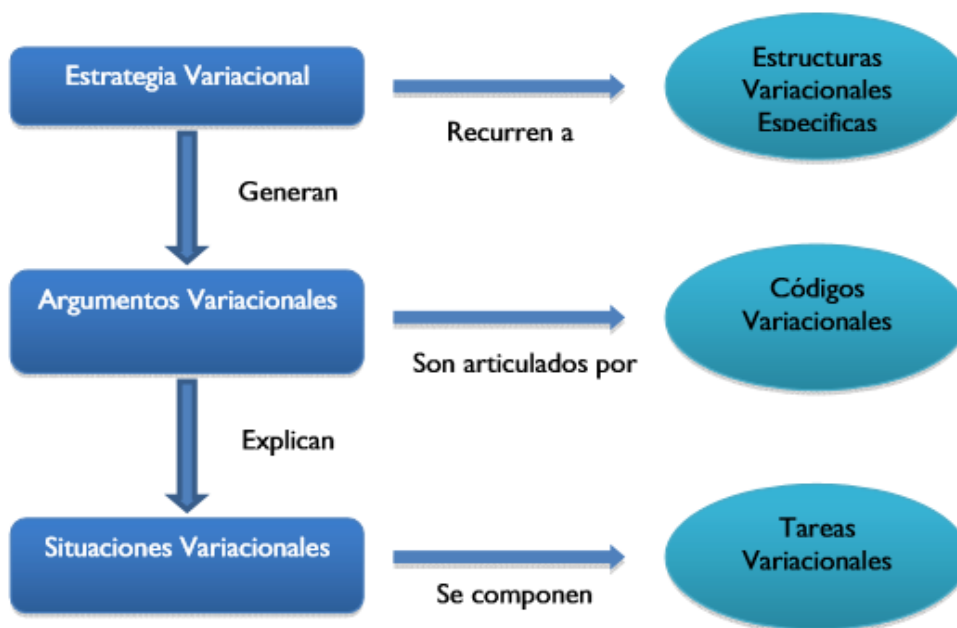 Estrategia Variacional
Estructuras
Variacionales
Especificas
Recurren a
Generan
Argumentos Variacionales
Códigos
Variacionales
Son articulados por
Explican
Situaciones Variacionales
Tareas
Variacionales
Se componen